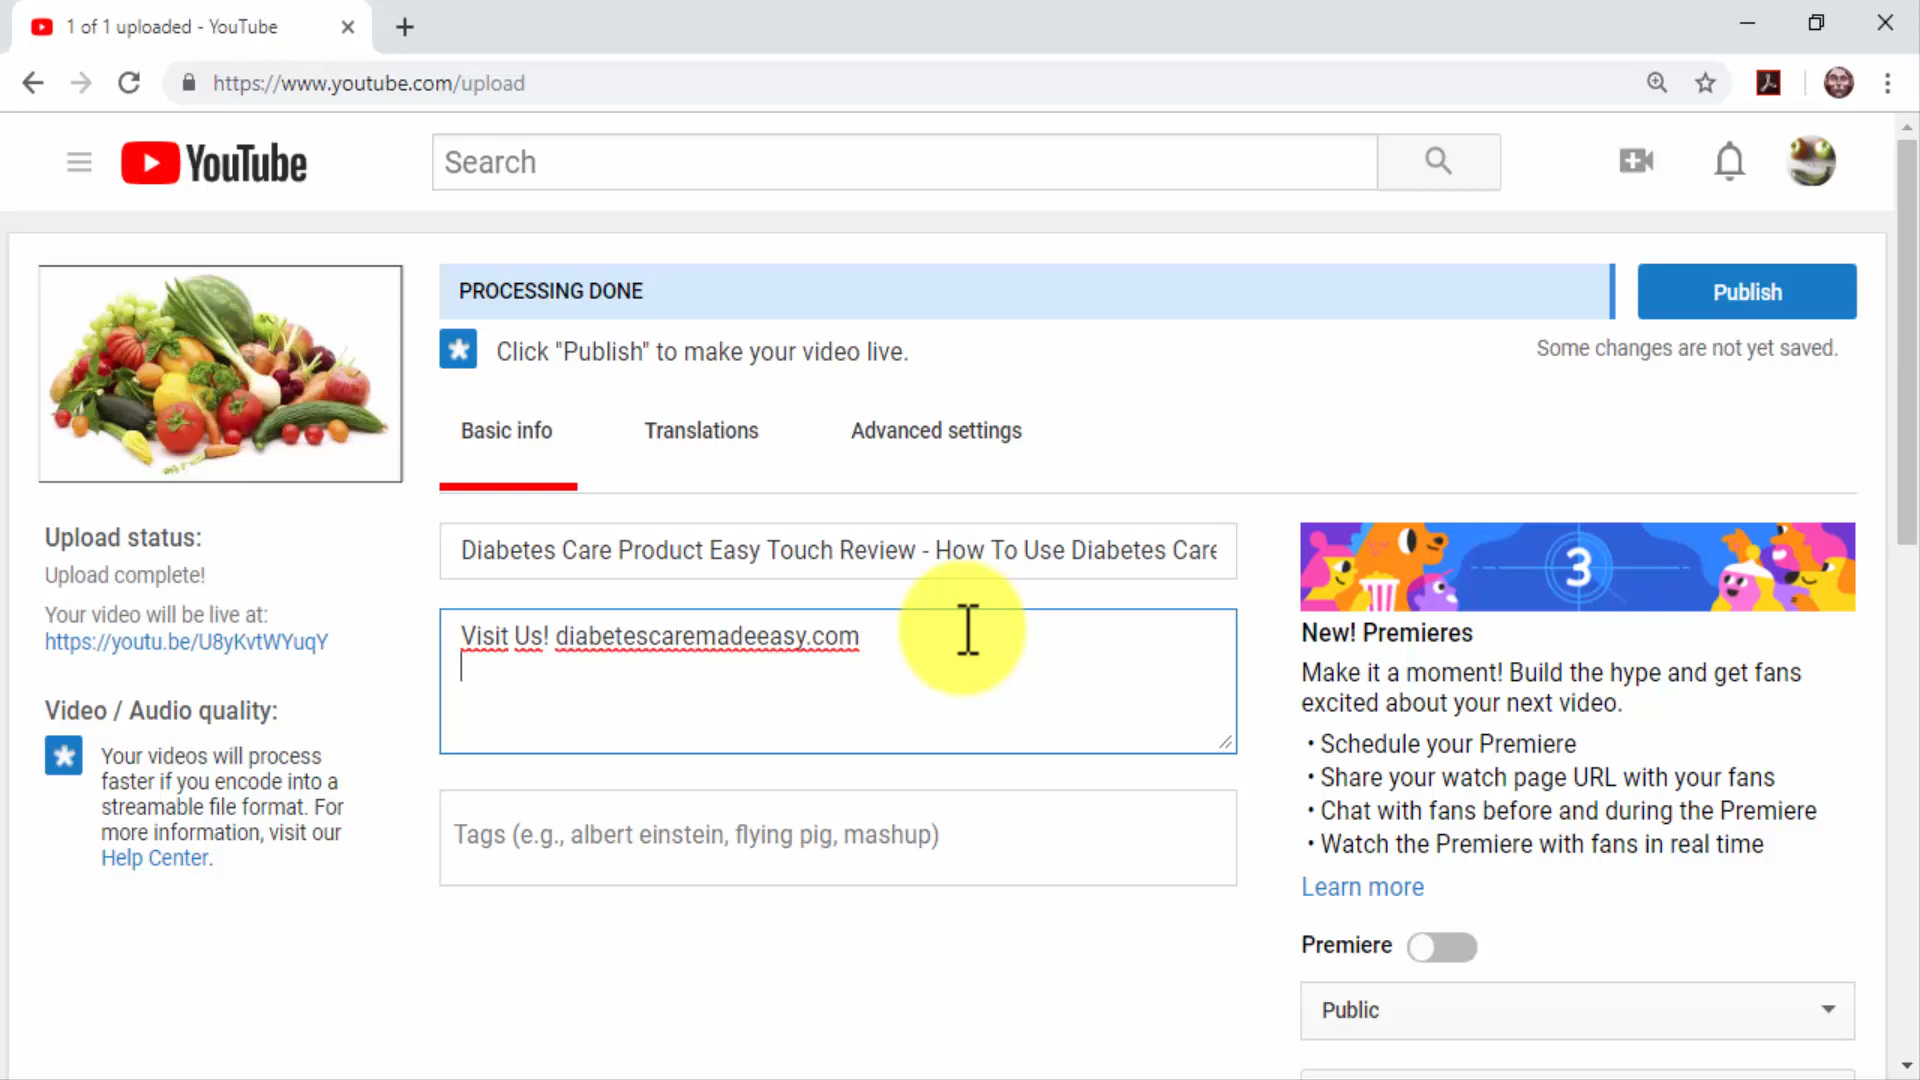 1 of 1 uploaded - YouTube
https://www.youtube.com/upload
YouTube
Search
PROCESSING DONE
Publish
Click "Publish" to make your video live.
Some changes are not yet saved.
Basic info
Translations
Advanced settings
Upload status:
Upload complete!
Your video will be live at:
https://youtu.be/U8yKvtWYuqY
Video / Audio quality:
Your videos will process
faster if you encode into a
streamable file format. For
more information, visit our
Help Center.
Diabetes Care Product Easy Touch Review - How To Use Diabetes Care
Visit Us! diabetescaremadeeasy.com
Tags (e.g., albert einstein, flying pig, mashup)
3
New! Premieres
Make it a moment! Build the hype and get fans
excited about your next video.
• Schedule your Premiere
• Share your watch page URL with your fans
• Chat with fans before and during the Premiere
• Watch the Premiere with fans in real time
Learn more
Premiere
Public